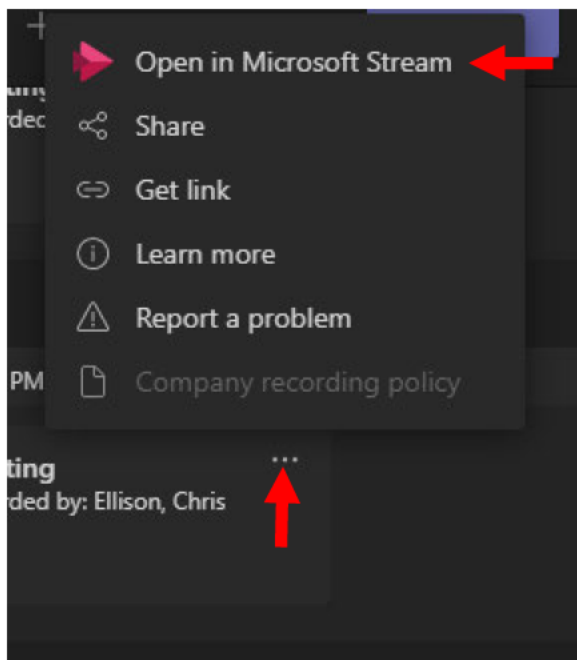 Open in Microsoft Stream
Share
Get link
Learn more
Report a problem
PM
Company recording policy
ting
rded by: Ellison, Chris